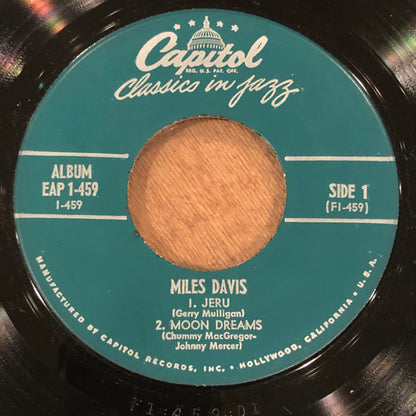 Capitol
REG. U.S. PAT. OFF.
Classics in jazz
ALBUM
EAP 1-459
1-459
SIDE 1
(F1-459)
MILES DAVIS
1. JERU
(Gerry Mulligan)
2. MOON DREAMS
(Chummy MacGregor-
Johnny Mercer)
MANUFACTURED BY CAPITOL RECORDS, INC. • HOLLYWOOD, CALIFORNIA • U.S.A.